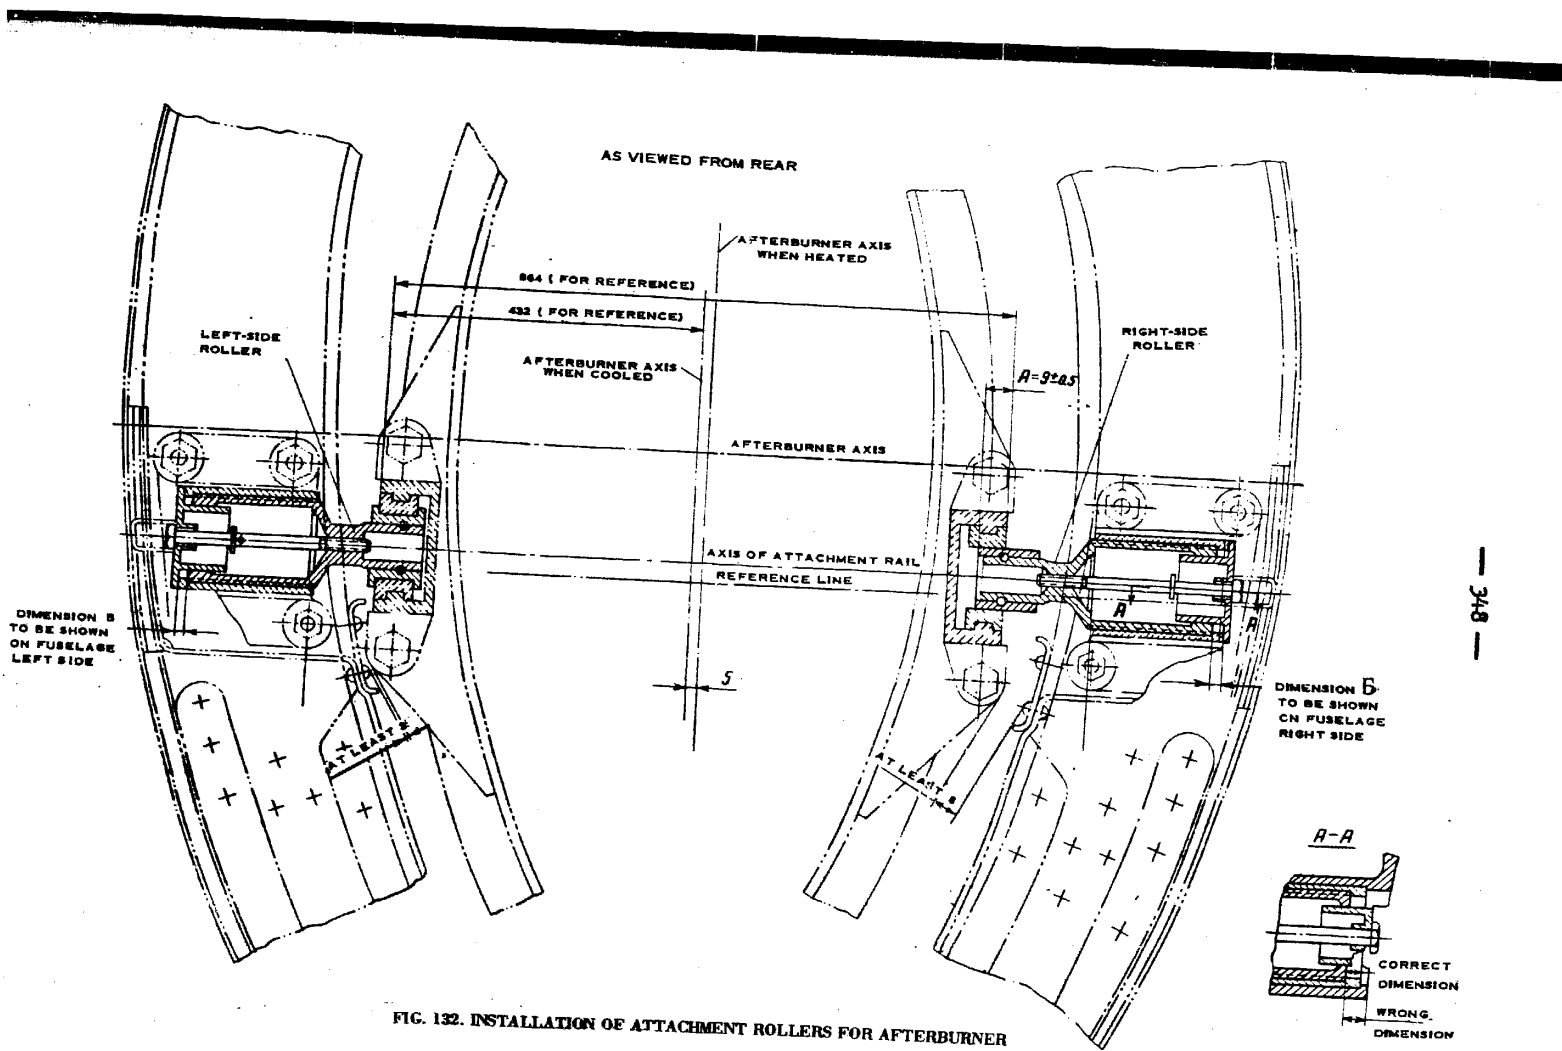 AS VIEWED FROM REAR
AFTERBURNER AXIS
WHEN HEATED
864 ( FOR REFERENCE)
432 ( FOR REFERENCE)
LEFT-SIDE
ROLLER
RIGHT-SIDE
ROLLER
AFTERBURNER AXIS
WHEN COOLED
A=9±0.5
AFTERBURNER AXIS
AXIS OF ATTACHMENT RAIL
REFERENCE LINE
A
A
DIMENSION B
TO BE SHOWN
ON FUSELAGE
LEFT SIDE
5
DIMENSION Б
TO BE SHOWN
ON FUSELAGE
RIGHT SIDE
AT LEAST
AT LEAST 8
A-A
CORRECT
DIMENSION
WRONG
DIMENSION
FIG. 132. INSTALLATION OF ATTACHMENT ROLLERS FOR AFTERBURNER
— 348 —